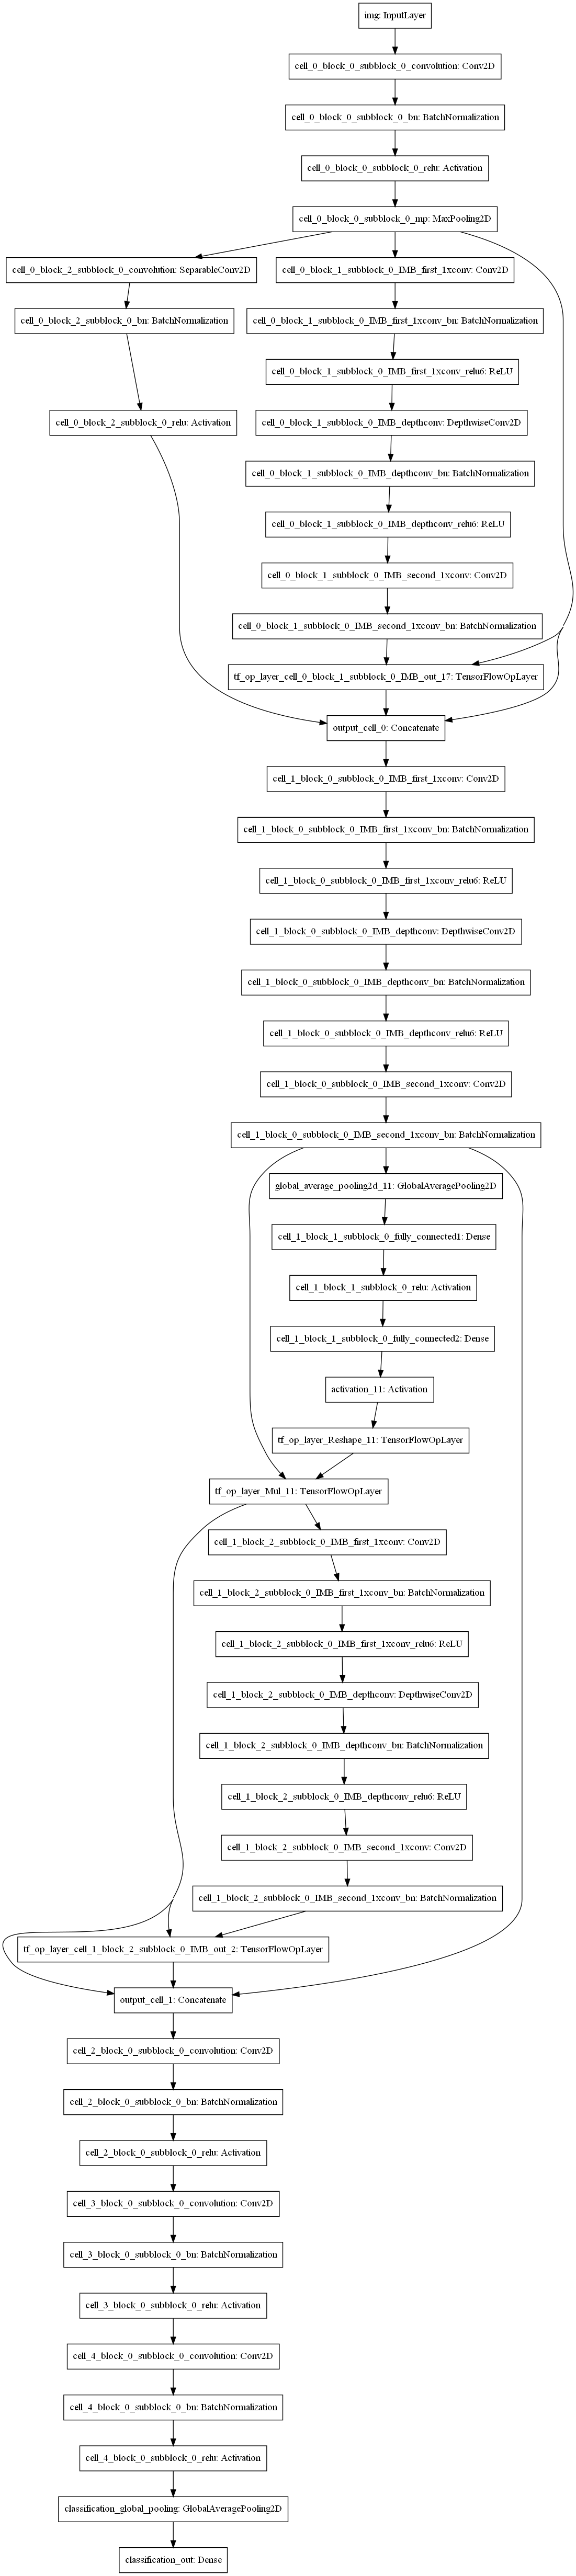 img: InputLayer
cell_0_block_0_subblock_0_convolution: Conv2D
cell_0_block_0_subblock_0_bn: BatchNormalization
cell_0_block_0_subblock_0_relu: Activation
cell_0_block_0_subblock_0_mp: MaxPooling2D
cell_0_block_2_subblock_0_convolution: SeparableConv2D
cell_0_block_1_subblock_0_IMB_first_1xconv: Conv2D
cell_0_block_2_subblock_0_bn: BatchNormalization
cell_0_block_1_subblock_0_IMB_first_1xconv_bn: BatchNormalization
cell_0_block_1_subblock_0_IMB_first_1xconv_relu6: ReLU
cell_0_block_2_subblock_0_relu: Activation
cell_0_block_1_subblock_0_IMB_depthconv: DepthwiseConv2D
cell_0_block_1_subblock_0_IMB_depthconv_bn: BatchNormalization
cell_0_block_1_subblock_0_IMB_depthconv_relu6: ReLU
cell_0_block_1_subblock_0_IMB_second_1xconv: Conv2D
cell_0_block_1_subblock_0_IMB_second_1xconv_bn: BatchNormalization
tf_op_layer_cell_0_block_1_subblock_0_IMB_out_17: TensorFlowOpLayer
output_cell_0: Concatenate
cell_1_block_0_subblock_0_IMB_first_1xconv: Conv2D
cell_1_block_0_subblock_0_IMB_first_1xconv_bn: BatchNormalization
cell_1_block_0_subblock_0_IMB_first_1xconv_relu6: ReLU
cell_1_block_0_subblock_0_IMB_depthconv: DepthwiseConv2D
cell_1_block_0_subblock_0_IMB_depthconv_bn: BatchNormalization
cell_1_block_0_subblock_0_IMB_depthconv_relu6: ReLU
cell_1_block_0_subblock_0_IMB_second_1xconv: Conv2D
cell_1_block_0_subblock_0_IMB_second_1xconv_bn: BatchNormalization
global_average_pooling2d_11: GlobalAveragePooling2D
cell_1_block_1_subblock_0_fully_connected1: Dense
cell_1_block_1_subblock_0_relu: Activation
cell_1_block_1_subblock_0_fully_connected2: Dense
activation_11: Activation
tf_op_layer_Reshape_11: TensorFlowOpLayer
tf_op_layer_Mul_11: TensorFlowOpLayer
cell_1_block_2_subblock_0_IMB_first_1xconv: Conv2D
cell_1_block_2_subblock_0_IMB_first_1xconv_bn: BatchNormalization
cell_1_block_2_subblock_0_IMB_first_1xconv_relu6: ReLU
cell_1_block_2_subblock_0_IMB_depthconv: DepthwiseConv2D
cell_1_block_2_subblock_0_IMB_depthconv_bn: BatchNormalization
cell_1_block_2_subblock_0_IMB_depthconv_relu6: ReLU
cell_1_block_2_subblock_0_IMB_second_1xconv: Conv2D
cell_1_block_2_subblock_0_IMB_second_1xconv_bn: BatchNormalization
tf_op_layer_cell_1_block_2_subblock_0_IMB_out_2: TensorFlowOpLayer
output_cell_1: Concatenate
cell_2_block_0_subblock_0_convolution: Conv2D
cell_2_block_0_subblock_0_bn: BatchNormalization
cell_2_block_0_subblock_0_relu: Activation
cell_3_block_0_subblock_0_convolution: Conv2D
cell_3_block_0_subblock_0_bn: BatchNormalization
cell_3_block_0_subblock_0_relu: Activation
cell_4_block_0_subblock_0_convolution: Conv2D
cell_4_block_0_subblock_0_bn: BatchNormalization
cell_4_block_0_subblock_0_relu: Activation
classification_global_pooling: GlobalAveragePooling2D
classification_out: Dense